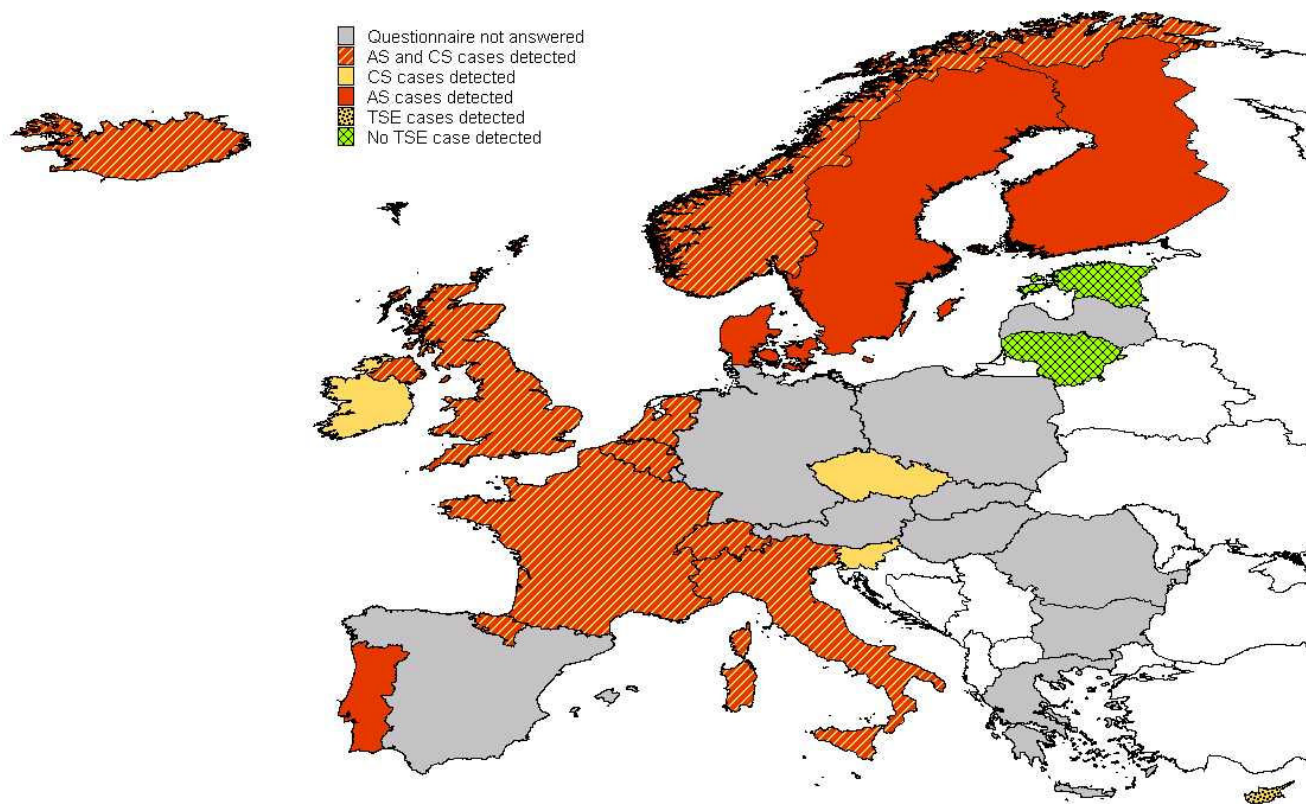 Questionnaire not answered
AS and CS cases detected
CS cases detected
AS cases detected
TSE cases detected
No TSE case detected